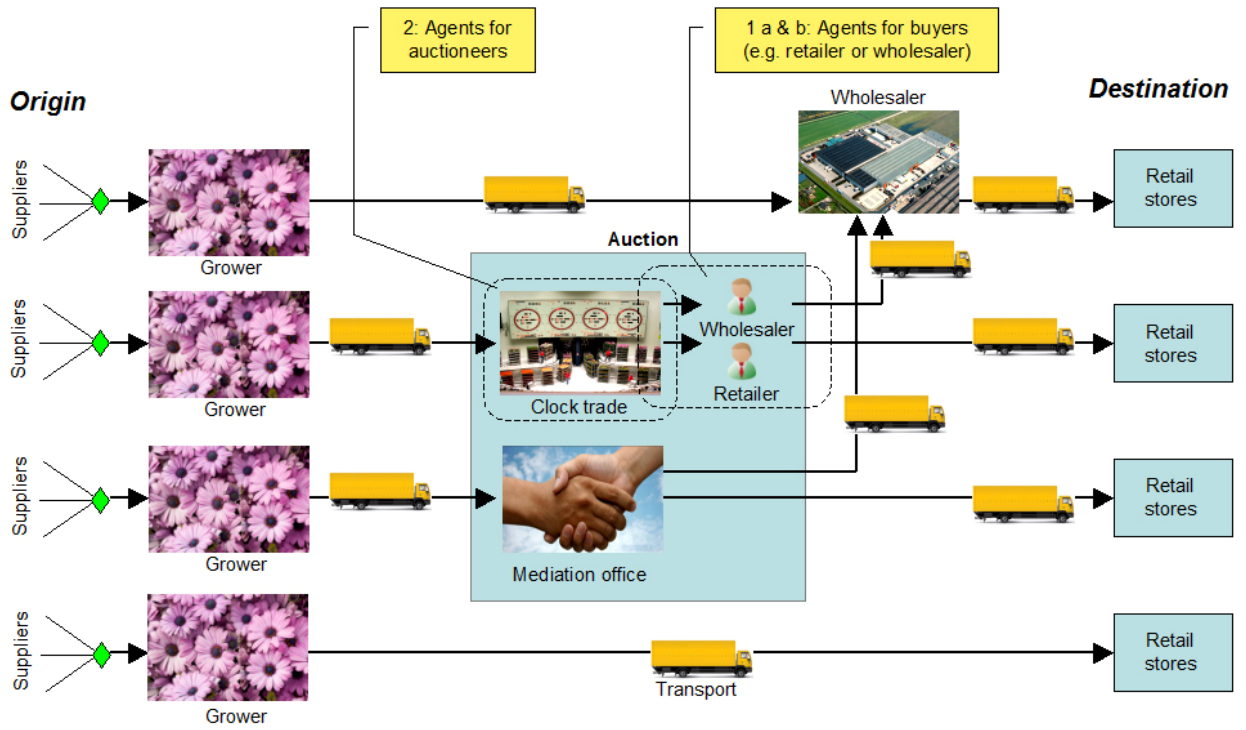 2: Agents for
auctioneers
1 a & b: Agents for buyers
(e.g. retailer or wholesaler)
Origin
Wholesaler
Destination
Suppliers
Grower
Retail
stores
Auction
Suppliers
Grower
Clock trade
Wholesaler
Retailer
Retail
stores
Suppliers
Grower
Mediation office
Retail
stores
Suppliers
Grower
Transport
Retail
stores